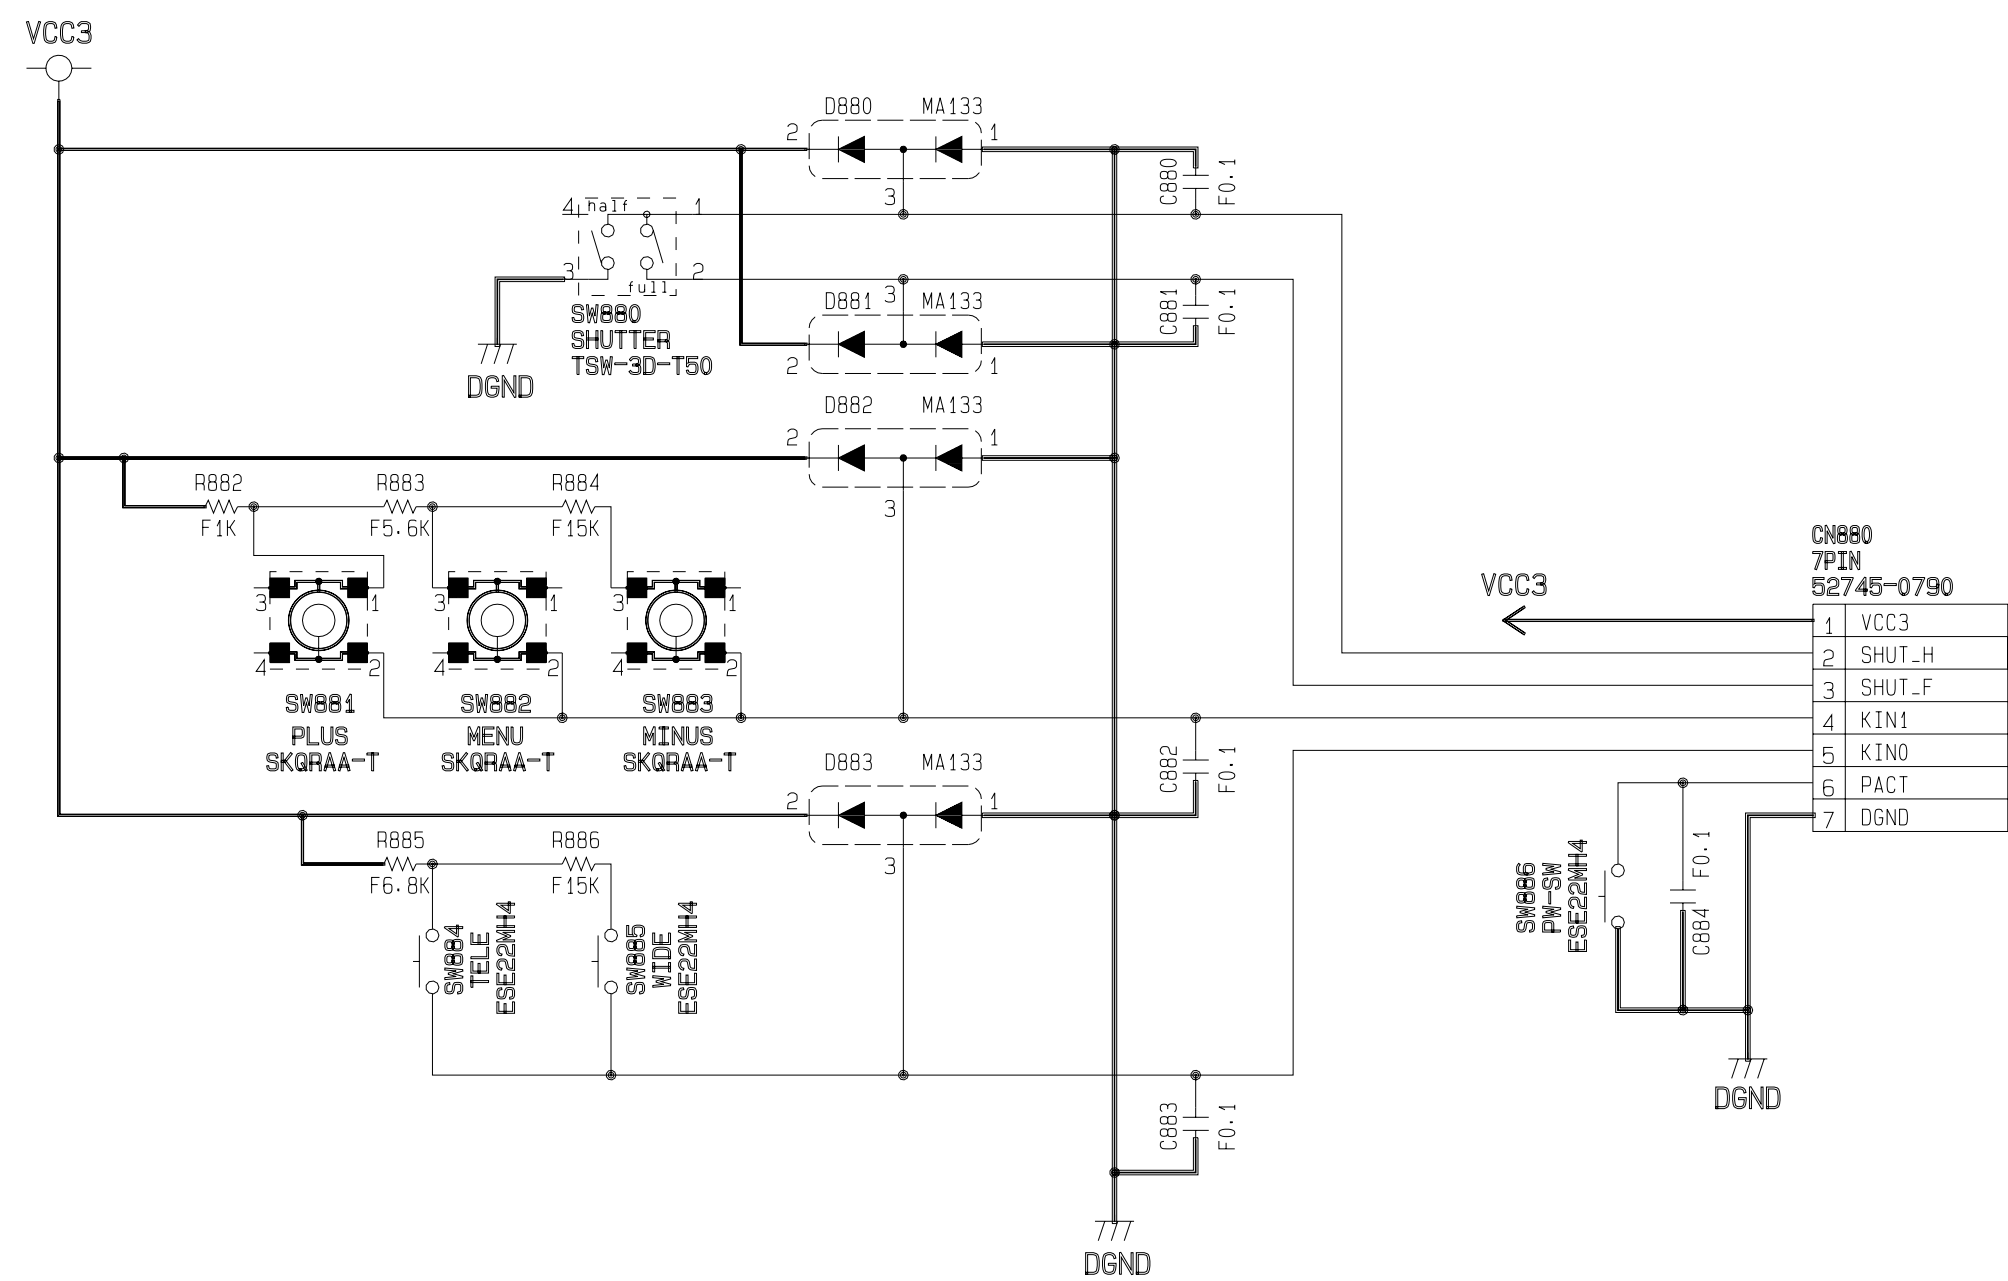 VCC3
D880 MA133
2 1
3
C880
F0.1
4 half 1
3 full 2
SW880
SHUTTER
TSW-3D-T50
DGND
3
D881 MA133
2 1
C881
F0.1
D882 MA133
2 1
3
R882 R883 R884
F1K F5.6K F15K
3 1 3 1 3 1
4 2 4 2 4 2
SW881 SW882 SW883
PLUS MENU MINUS
SKQRAA-T SKQRAA-T SKQRAA-T
D883 MA133
2 1
3
C882
F0.1
R885 R886
F6.8K F15K
SW884
TELE
ESE22MH4
SW885
WIDE
ESE22MH4
C883
F0.1
DGND
CN880
7PIN
52745-0790
VCC3
1 VCC3
2 SHUT_H
3 SHUT_F
4 KIN1
5 KIN0
6 PACT
7 DGND
SW886
PW-SW
ESE22MH4
F0.1
C884
DGND